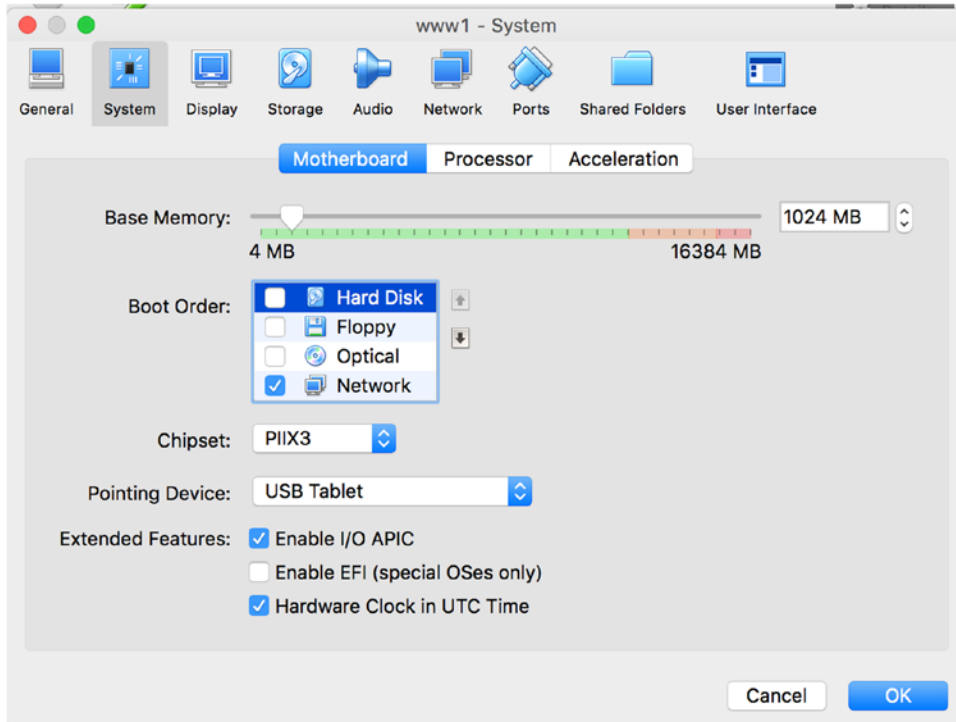 www1 - System
General System Display Storage Audio Network Ports Shared Folders User Interface
Motherboard Processor Acceleration
Base Memory: 1024 MB
4 MB 16384 MB
Boot Order: Hard Disk
Floppy
Optical
Network
Chipset: PIIX3
Pointing Device: USB Tablet
Extended Features: Enable I/O APIC
Enable EFI (special OSes only)
Hardware Clock in UTC Time
Cancel OK